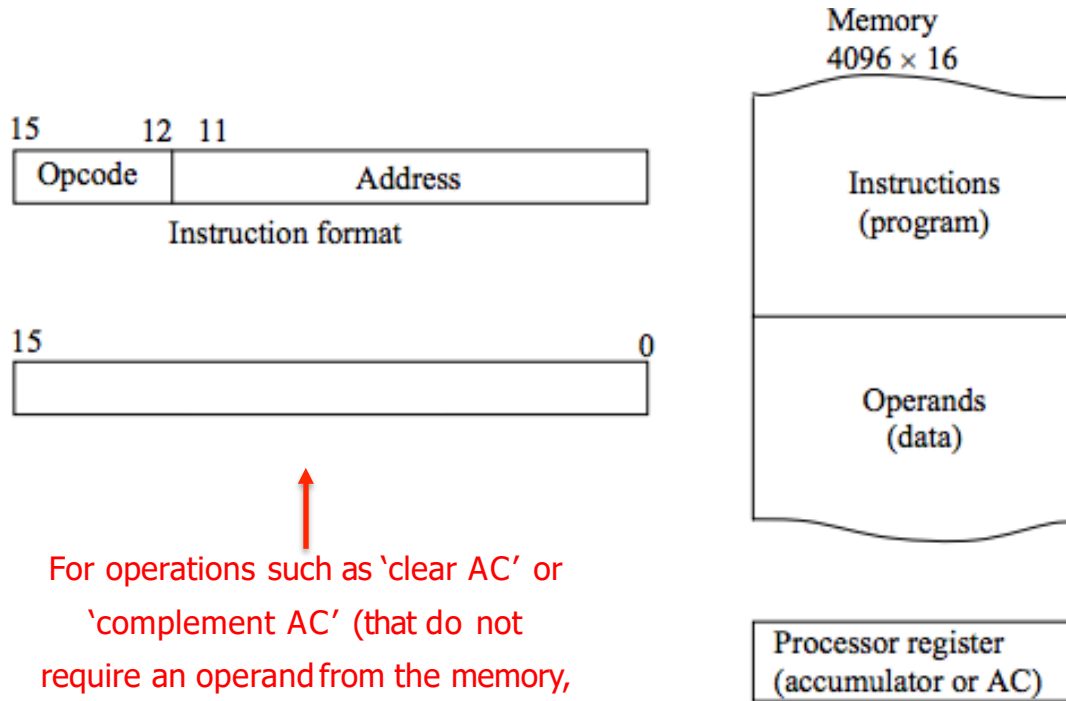 15 12 11
Opcode Address
Instruction format
15 0
For operations such as ‘clear AC’ or
‘complement AC’ (that do not
require an operand from the memory,
Memory
4096 × 16
Instructions
(program)
Operands
(data)
Processor register
(accumulator or AC)